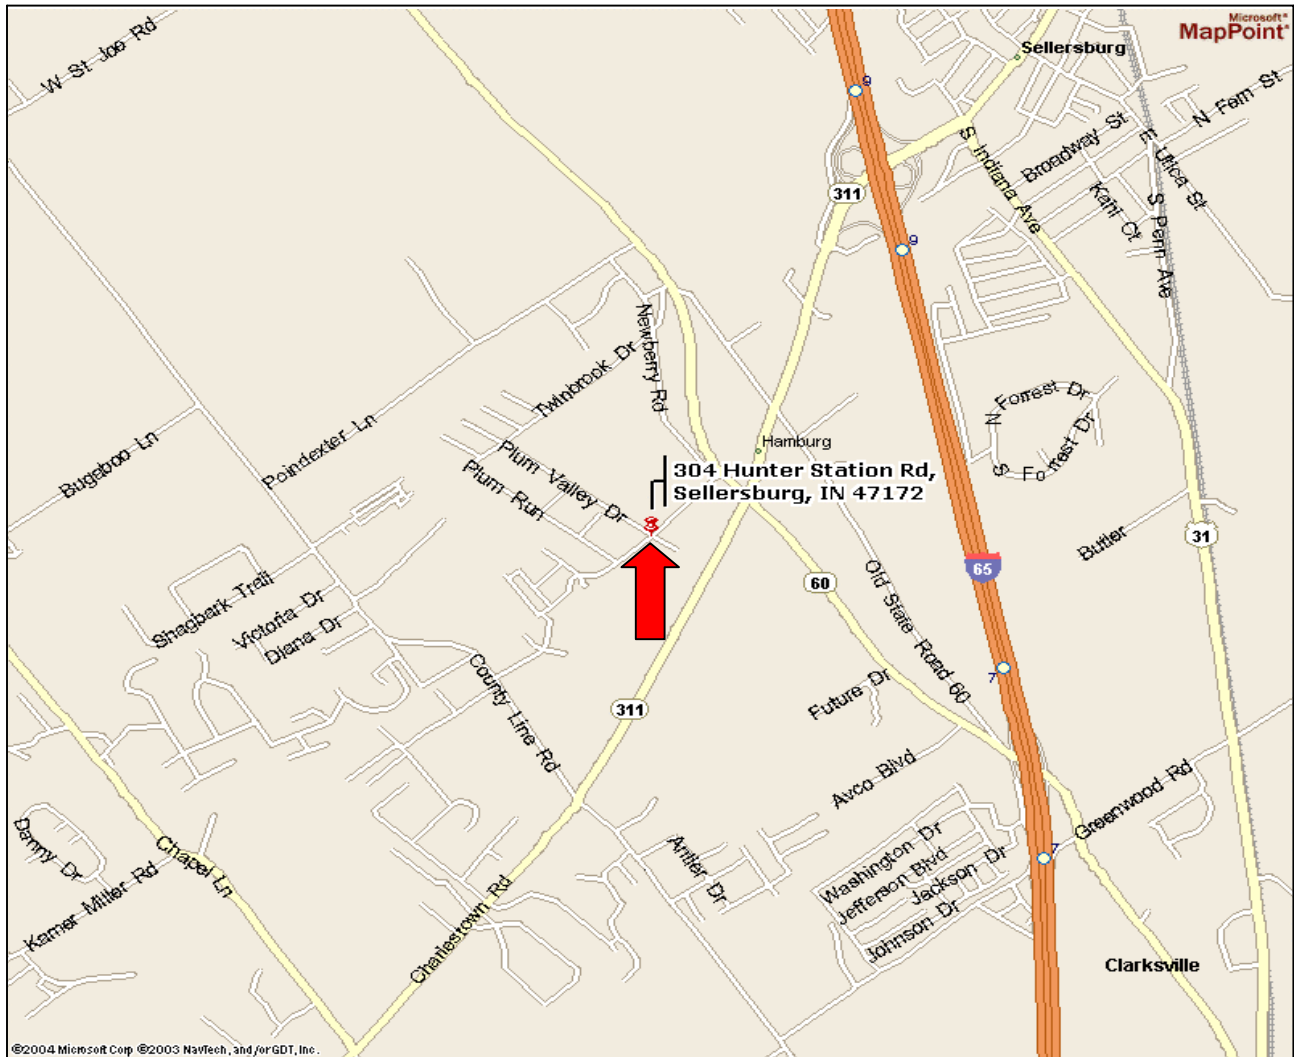 Microsoft®
MapPoint®
W St Joe Rd
Sellersburg
9
N Fern St
Broadway St
S Indiana Ave
E Utica St
Kahl Ct
S Penn Ave
311
9
Newberry Rd
Twinbrook Dr
N Forrest Dr
S Forrest Dr
Hamburg
Poindexter Ln
Bugaboo Ln
Plum Valley Dr
Plum Run
304 Hunter Station Rd,
Sellersburg, IN 47172
Butler
31
65
60
Old State Road 60
Shagbark Trail
Victoria Dr
Diana Dr
County Line Rd
7
Future Dr
311
Avco Blvd
Greenwood Rd
Danny Dr
Kamer Miller Rd
Chapel Ln
Charlestown Rd
Antler Dr
Washington Dr
Jefferson Blvd
Jackson Dr
Johnson Dr
7
Clarksville
©2004 Microsoft Corp ©2003 NavTech, and/or GDT, Inc.